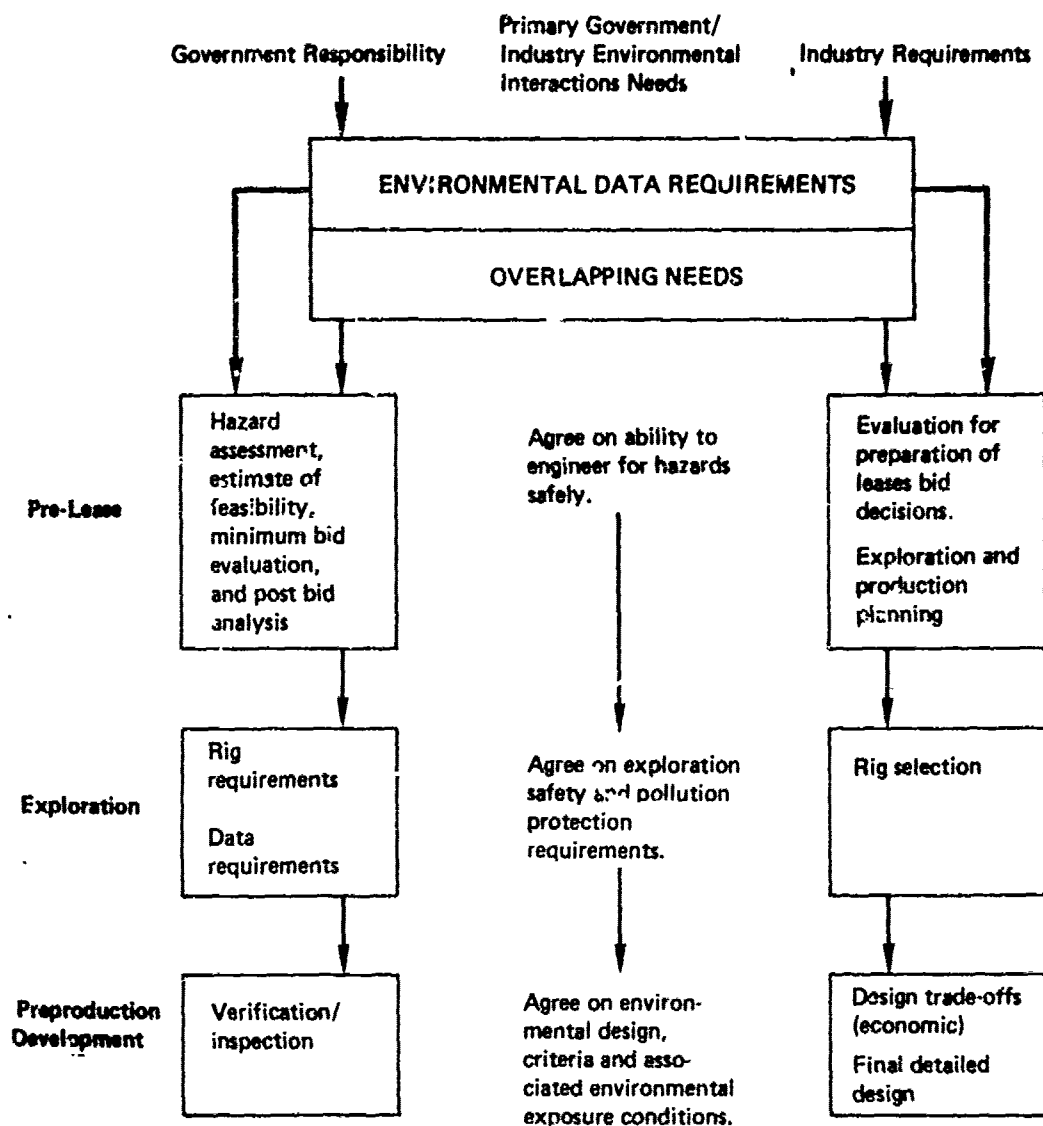 Government Responsibility
Primary Government/
Industry Environmental
Interactions Needs
Industry Requirements
ENVIRONMENTAL DATA REQUIREMENTS
OVERLAPPING NEEDS
Pre-Lease
Hazard
assessment,
estimate of
feasibility,
minimum bid
evaluation,
and post bid
analysis
Agree on ability to
engineer for hazards
safely.
Evaluation for
preparation of
leases bid
decisions.
Exploration and
production
planning
Exploration
Rig
requirements
Data
requirements
Agree on exploration
safety and pollution
protection
requirements.
Rig selection
Preproduction
Development
Verification/
inspection
Agree on environ-
mental design,
criteria and asso-
ciated environmental
exposure conditions.
Design trade-offs
(economic)
Final detailed
design